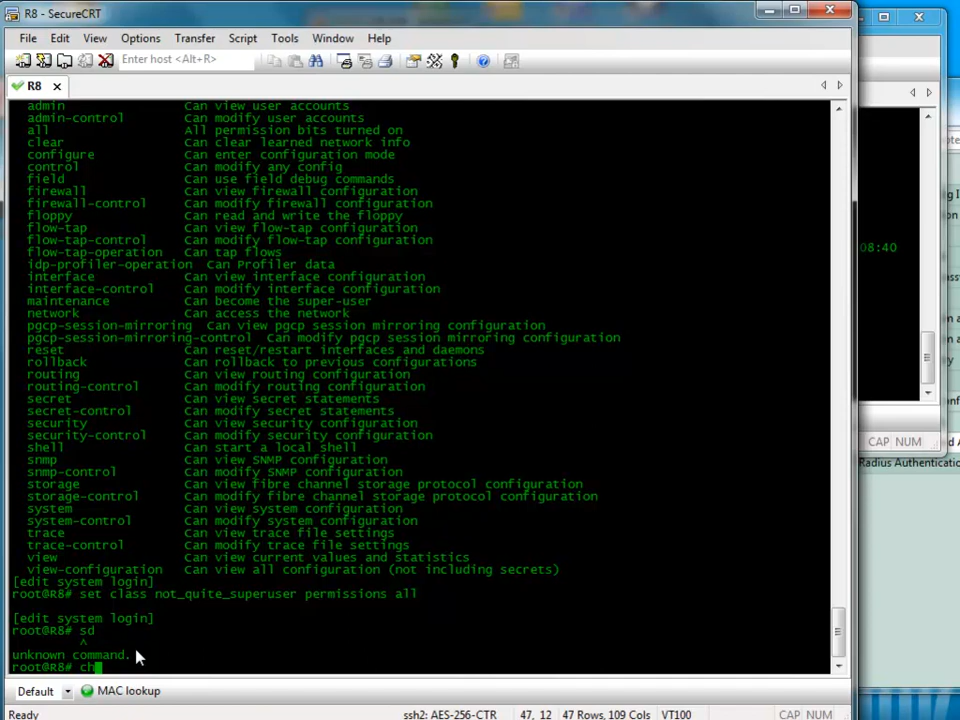 R8 - SecureCRT
File Edit View Options Transfer Script Tools Window Help
Enter host <Alt+R>
R8
admin Can view user accounts
admin-control Can modify user accounts
all All permission bits turned on
clear Can clear learned network info
configure Can enter configuration mode
control Can modify any config
field Can use field debug commands
firewall Can view firewall configuration
firewall-control Can modify firewall configuration
floppy Can read and write the floppy
flow-tap Can view flow-tap configuration
flow-tap-control Can modify flow-tap configuration
flow-tap-operation Can tap flows
idp-profiler-operation Can Profiler data
interface Can view interface configuration
interface-control Can modify interface configuration
maintenance Can become the super-user
network Can access the network
pgcp-session-mirroring Can view pgcp session mirroring configuration
pgcp-session-mirroring-control Can modify pgcp session mirroring configuration
reset Can reset/restart interfaces and daemons
rollback Can rollback to previous configurations
routing Can view routing configuration
routing-control Can modify routing configuration
secret Can view secret statements
secret-control Can modify secret statements
security Can view security configuration
security-control Can modify security configuration
shell Can start a local shell
snmp Can view SNMP configuration
snmp-control Can modify SNMP configuration
storage Can view fibre channel storage protocol configuration
storage-control Can modify fibre channel storage protocol configuration
system Can view system configuration
system-control Can modify system configuration
trace Can view trace file settings
trace-control Can modify trace file settings
view Can view current values and statistics
view-configuration Can view all configuration (not including secrets)
[edit system login]
root@R8# set class not_quite_superuser permissions all
[edit system login]
root@R8# sd
^
unknown command.
root@R8# ch
Default MAC lookup
Ready ssh2: AES-256-CTR 47, 12 47 Rows, 109 Cols VT100 CAP NUM
08:40
CAP NUM
Radius Authenticatio